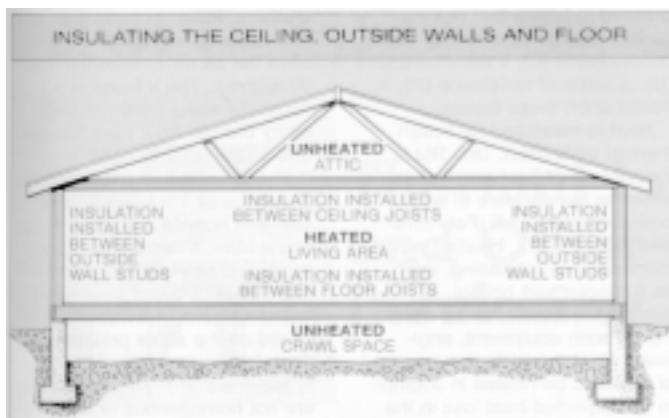 INSULATING THE CEILING, OUTSIDE WALLS AND FLOOR
UNHEATED
ATTIC
INSULATION INSTALLED
BETWEEN CEILING JOISTS
INSULATION
INSTALLED
BETWEEN
OUTSIDE
WALL STUDS
HEATED
LIVING AREA
INSULATION
INSTALLED
BETWEEN
OUTSIDE
WALL STUDS
INSULATION INSTALLED
BETWEEN FLOOR JOISTS
UNHEATED
CRAWL SPACE